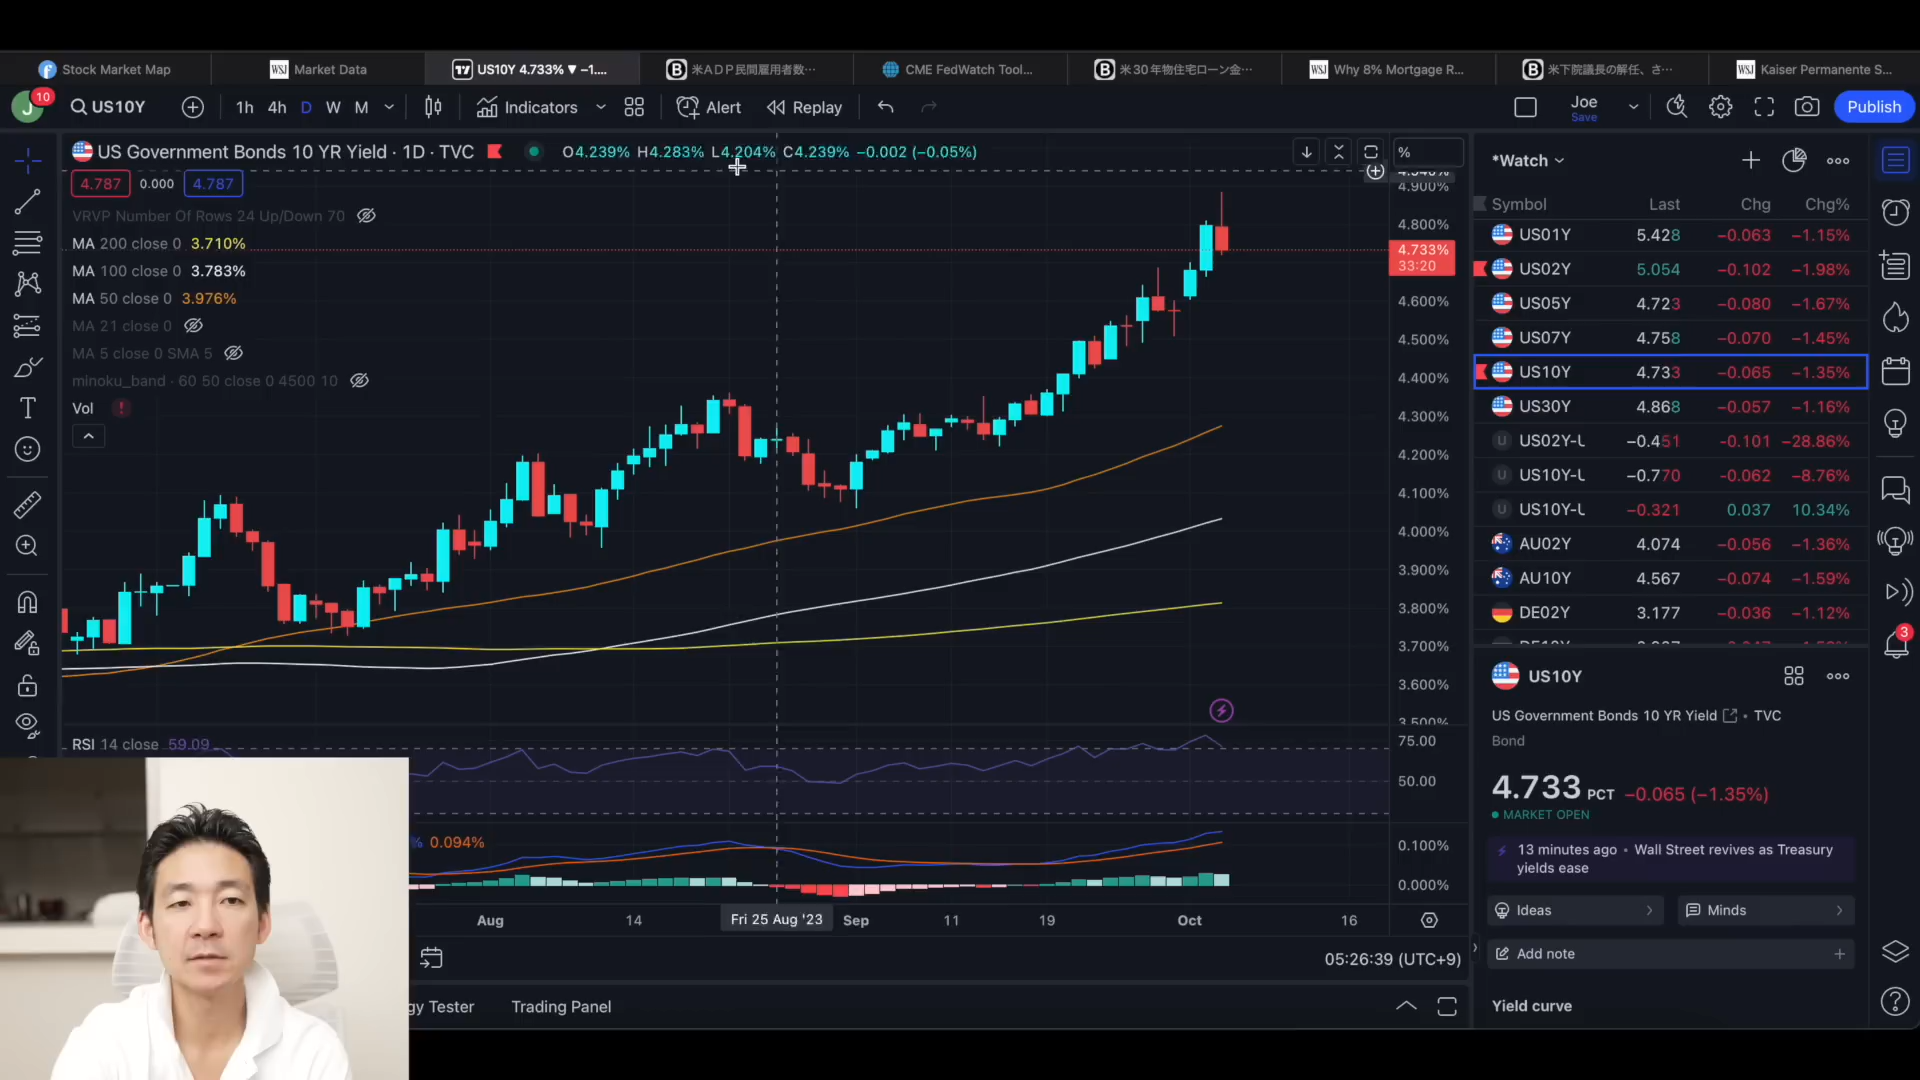 Stock Market Map
WSJ Market Data
US10Y 4.733% ▼ −1....
B 米ADP民間雇用者数…
CME FedWatch Tool...
B 米30年物住宅ローン金…
WSJ Why 8% Mortgage R...
B 米下院議長の解任、さ…
WSJ Kaiser Permanente S...
J 10 US10Y 1h 4h D W M Indicators Alert Replay Joe Save Publish
US Government Bonds 10 YR Yield · 1D · TVC O4.239% H4.283% L4.204% C4.239% −0.002 (−0.05%)
4.787 0.000 4.787
VRVP Number Of Rows 24 Up/Down 70
MA 200 close 0 3.710%
MA 100 close 0 3.783%
MA 50 close 0 3.976%
MA 21 close 0
MA 5 close 0 SMA 5
minoku_band - 60 50 close 0 4500 10
Vol !
%
4.900%
4.800%
4.733%
33:20
4.600%
4.500%
4.400%
4.300%
4.200%
4.100%
4.000%
3.900%
3.800%
3.700%
3.600%
3.500%
RSI 14 close 59.09
75.00
50.00
% 0.094%
0.100%
0.000%
Aug 14 Fri 25 Aug '23 Sep 11 19 Oct 16
05:26:39 (UTC+9)
gy Tester Trading Panel
*Watch
Symbol Last Chg Chg%
US01Y 5.428 −0.063 −1.15%
US02Y 5.054 −0.102 −1.98%
US05Y 4.723 −0.080 −1.67%
US07Y 4.758 −0.070 −1.45%
US10Y 4.733 −0.065 −1.35%
US30Y 4.868 −0.057 −1.16%
U US02Y-U −0.451 −0.101 −28.86%
U US10Y-U −0.770 −0.062 −8.76%
U US10Y-U −0.321 0.037 10.34%
AU02Y 4.074 −0.056 −1.36%
AU10Y 4.567 −0.074 −1.59%
DE02Y 3.177 −0.036 −1.12%
3
US10Y
US Government Bonds 10 YR Yield • TVC
Bond
4.733 PCT −0.065 (−1.35%)
MARKET OPEN
13 minutes ago • Wall Street revives as Treasury
yields ease
Ideas Minds
Add note
Yield curve